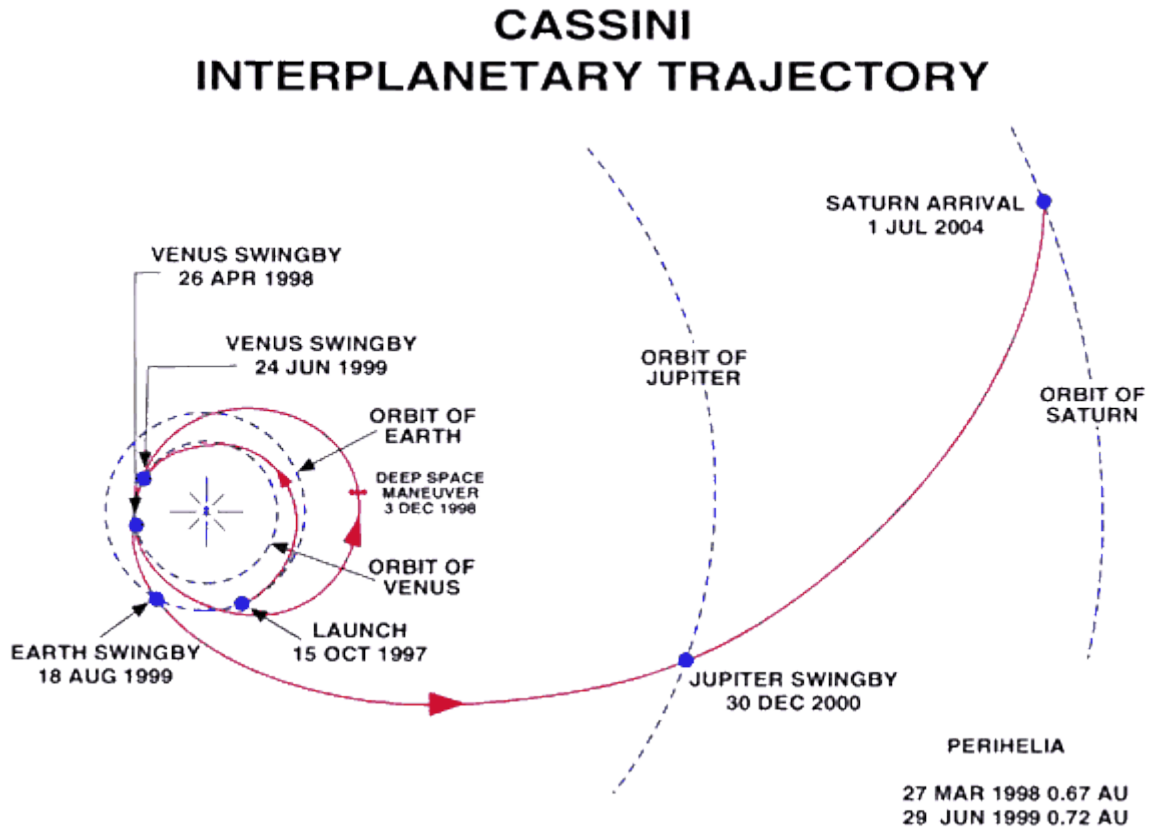 CASSINI
INTERPLANETARY TRAJECTORY
SATURN ARRIVAL
1 JUL 2004
VENUS SWINGBY
26 APR 1998
VENUS SWINGBY
24 JUN 1999
ORBIT OF
JUPITER
ORBIT OF
SATURN
ORBIT OF
EARTH
DEEP SPACE
MANEUVER
3 DEC 1998
ORBIT OF
VENUS
LAUNCH
15 OCT 1997
EARTH SWINGBY
18 AUG 1999
JUPITER SWINGBY
30 DEC 2000
PERIHELIA
27 MAR 1998 0.67 AU
29 JUN 1999 0.72 AU